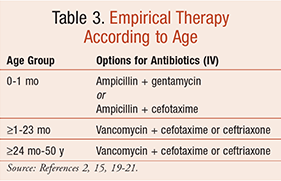 Table 3. Empirical Therapy
According to Age
Age Group Options for Antibiotics (IV)
0-1 mo Ampicillin + gentamycin
or
Ampicillin + cefotaxime
≥1-23 mo Vancomycin + cefotaxime or ceftriaxone
≥24 mo-50 y Vancomycin + cefotaxime or ceftriaxone
Source: References 2, 15, 19-21.